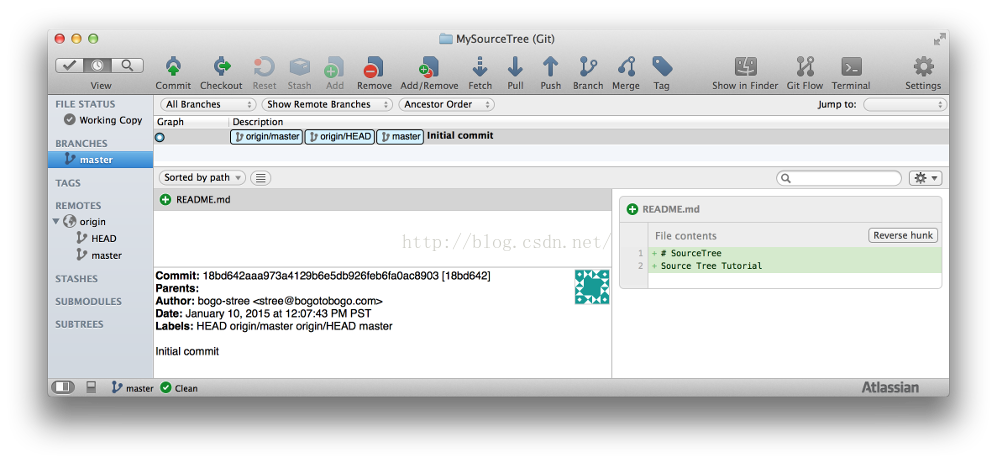 MySourceTree (Git)
View Commit Checkout Reset Stash Add Remove Add/Remove Fetch Pull Push Branch Merge Tag Show in Finder Git Flow Terminal Settings
FILE STATUS
Working Copy
BRANCHES
master
TAGS
REMOTES
origin
HEAD
master
STASHES
SUBMODULES
SUBTREES
All Branches Show Remote Branches Ancestor Order Jump to:
Graph Description
origin/master origin/HEAD master Initial commit
Sorted by path
README.md
http://blog.csdn.net/
Commit: 18bd642aaa973a4129b6e5db926feb6fa0ac8903 [18bd642]
Parents:
Author: bogo-stree <stree@bogotobogo.com>
Date: January 10, 2015 at 12:07:43 PM PST
Labels: HEAD origin/master origin/HEAD master
Initial commit
README.md
File contents Reverse hunk
1 + # SourceTree
2 + Source Tree Tutorial
master Clean Atlassian